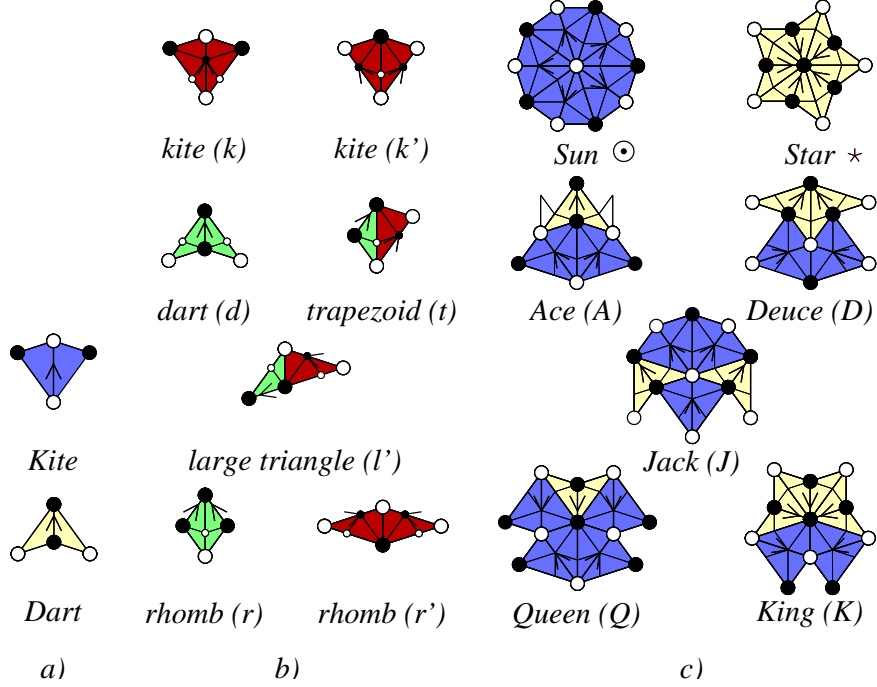 kite (k) kite (k') Sun ⊙ Star ⋆
dart (d) trapezoid (t) Ace (A) Deuce (D)
Kite large triangle (l') Jack (J)
Dart rhomb (r) rhomb (r') Queen (Q) King (K)
a) b) c)